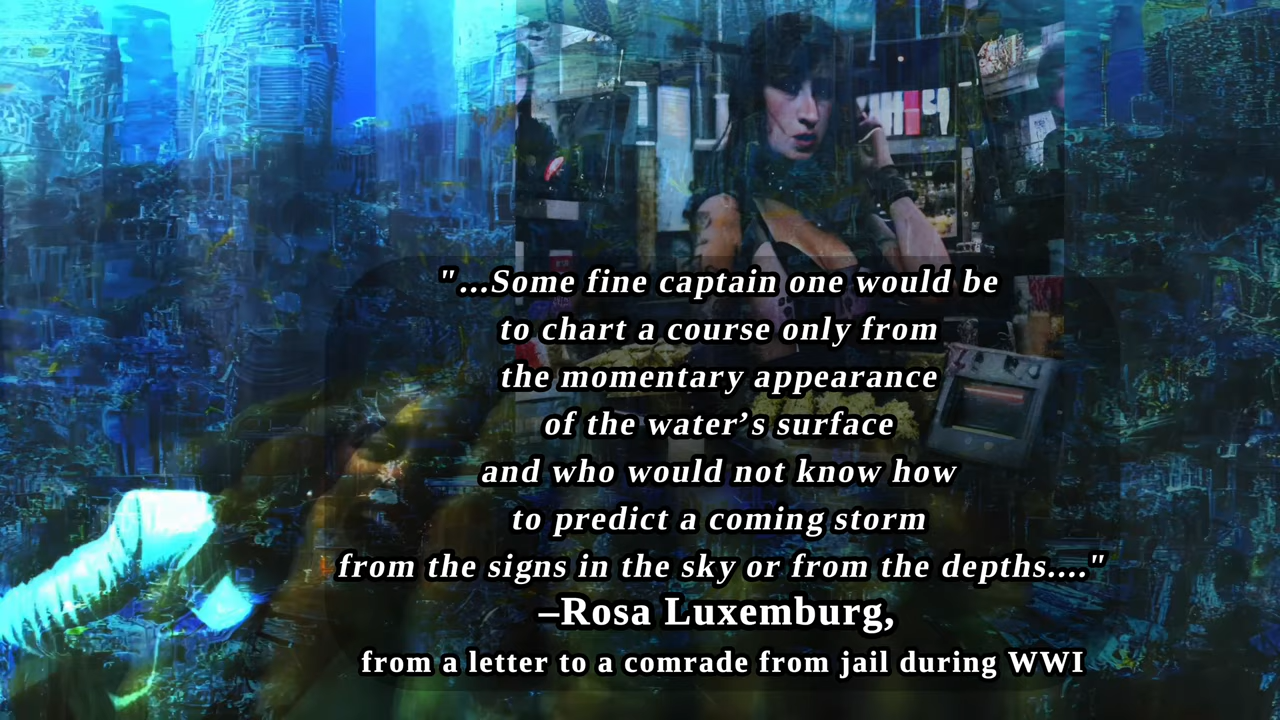 "...Some fine captain one would be
to chart a course only from
the momentary appearance
of the water’s surface
and who would not know how
to predict a coming storm
from the signs in the sky or from the depths...."
–Rosa Luxemburg,
from a letter to a comrade from jail during WWI